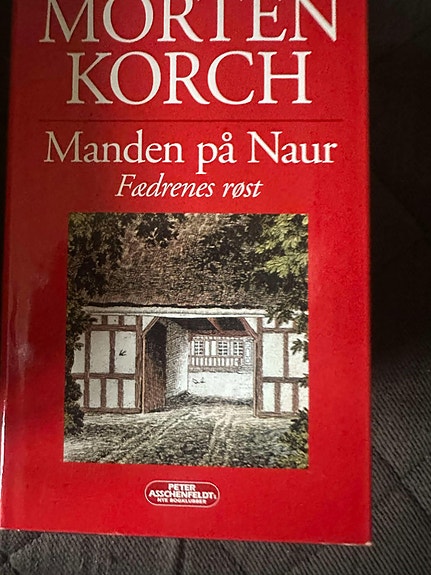 MORTEN
KORCH
Manden på Naur
Fædrenes røst
PETER
ASSCHENFELDT's
NYE BOGKLUBBER